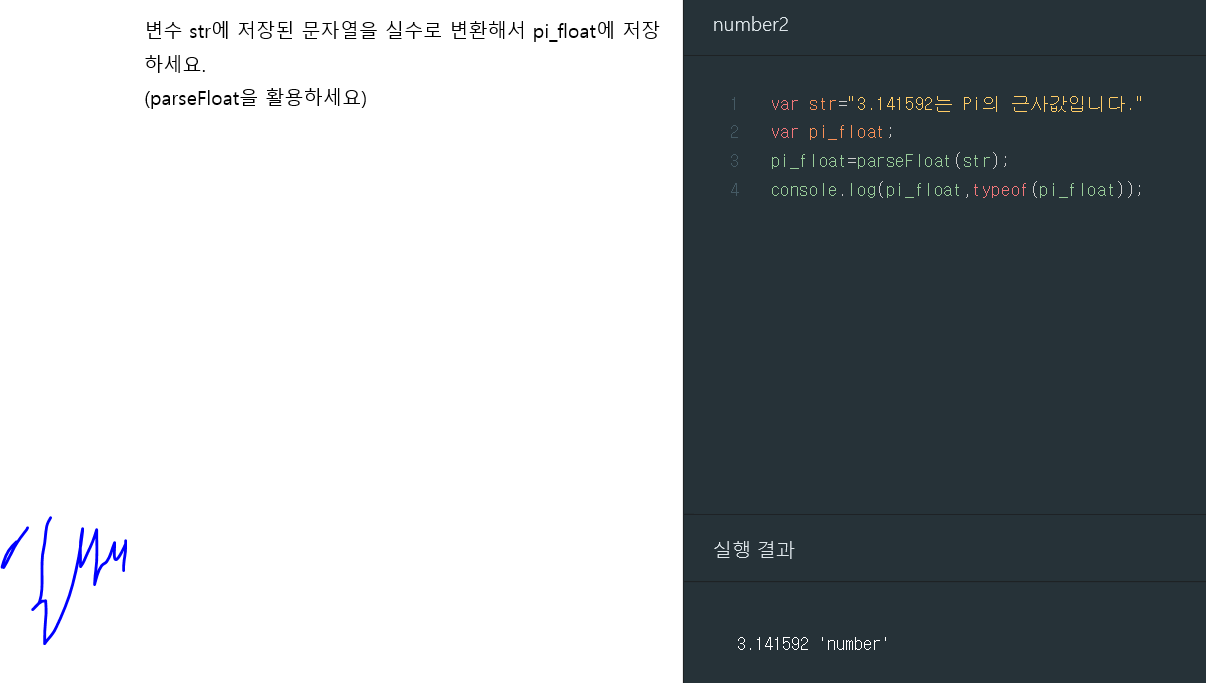 변수 str에 저장된 문자열을 실수로 변환해서 pi_float에 저장
하세요.
(parseFloat을 활용하세요)
number2
1 var str="3.141592는 Pi의 근사값입니다."
2 var pi_float;
3 pi_float=parseFloat(str);
4 console.log(pi_float,typeof(pi_float));
실행 결과
3.141592 'number'